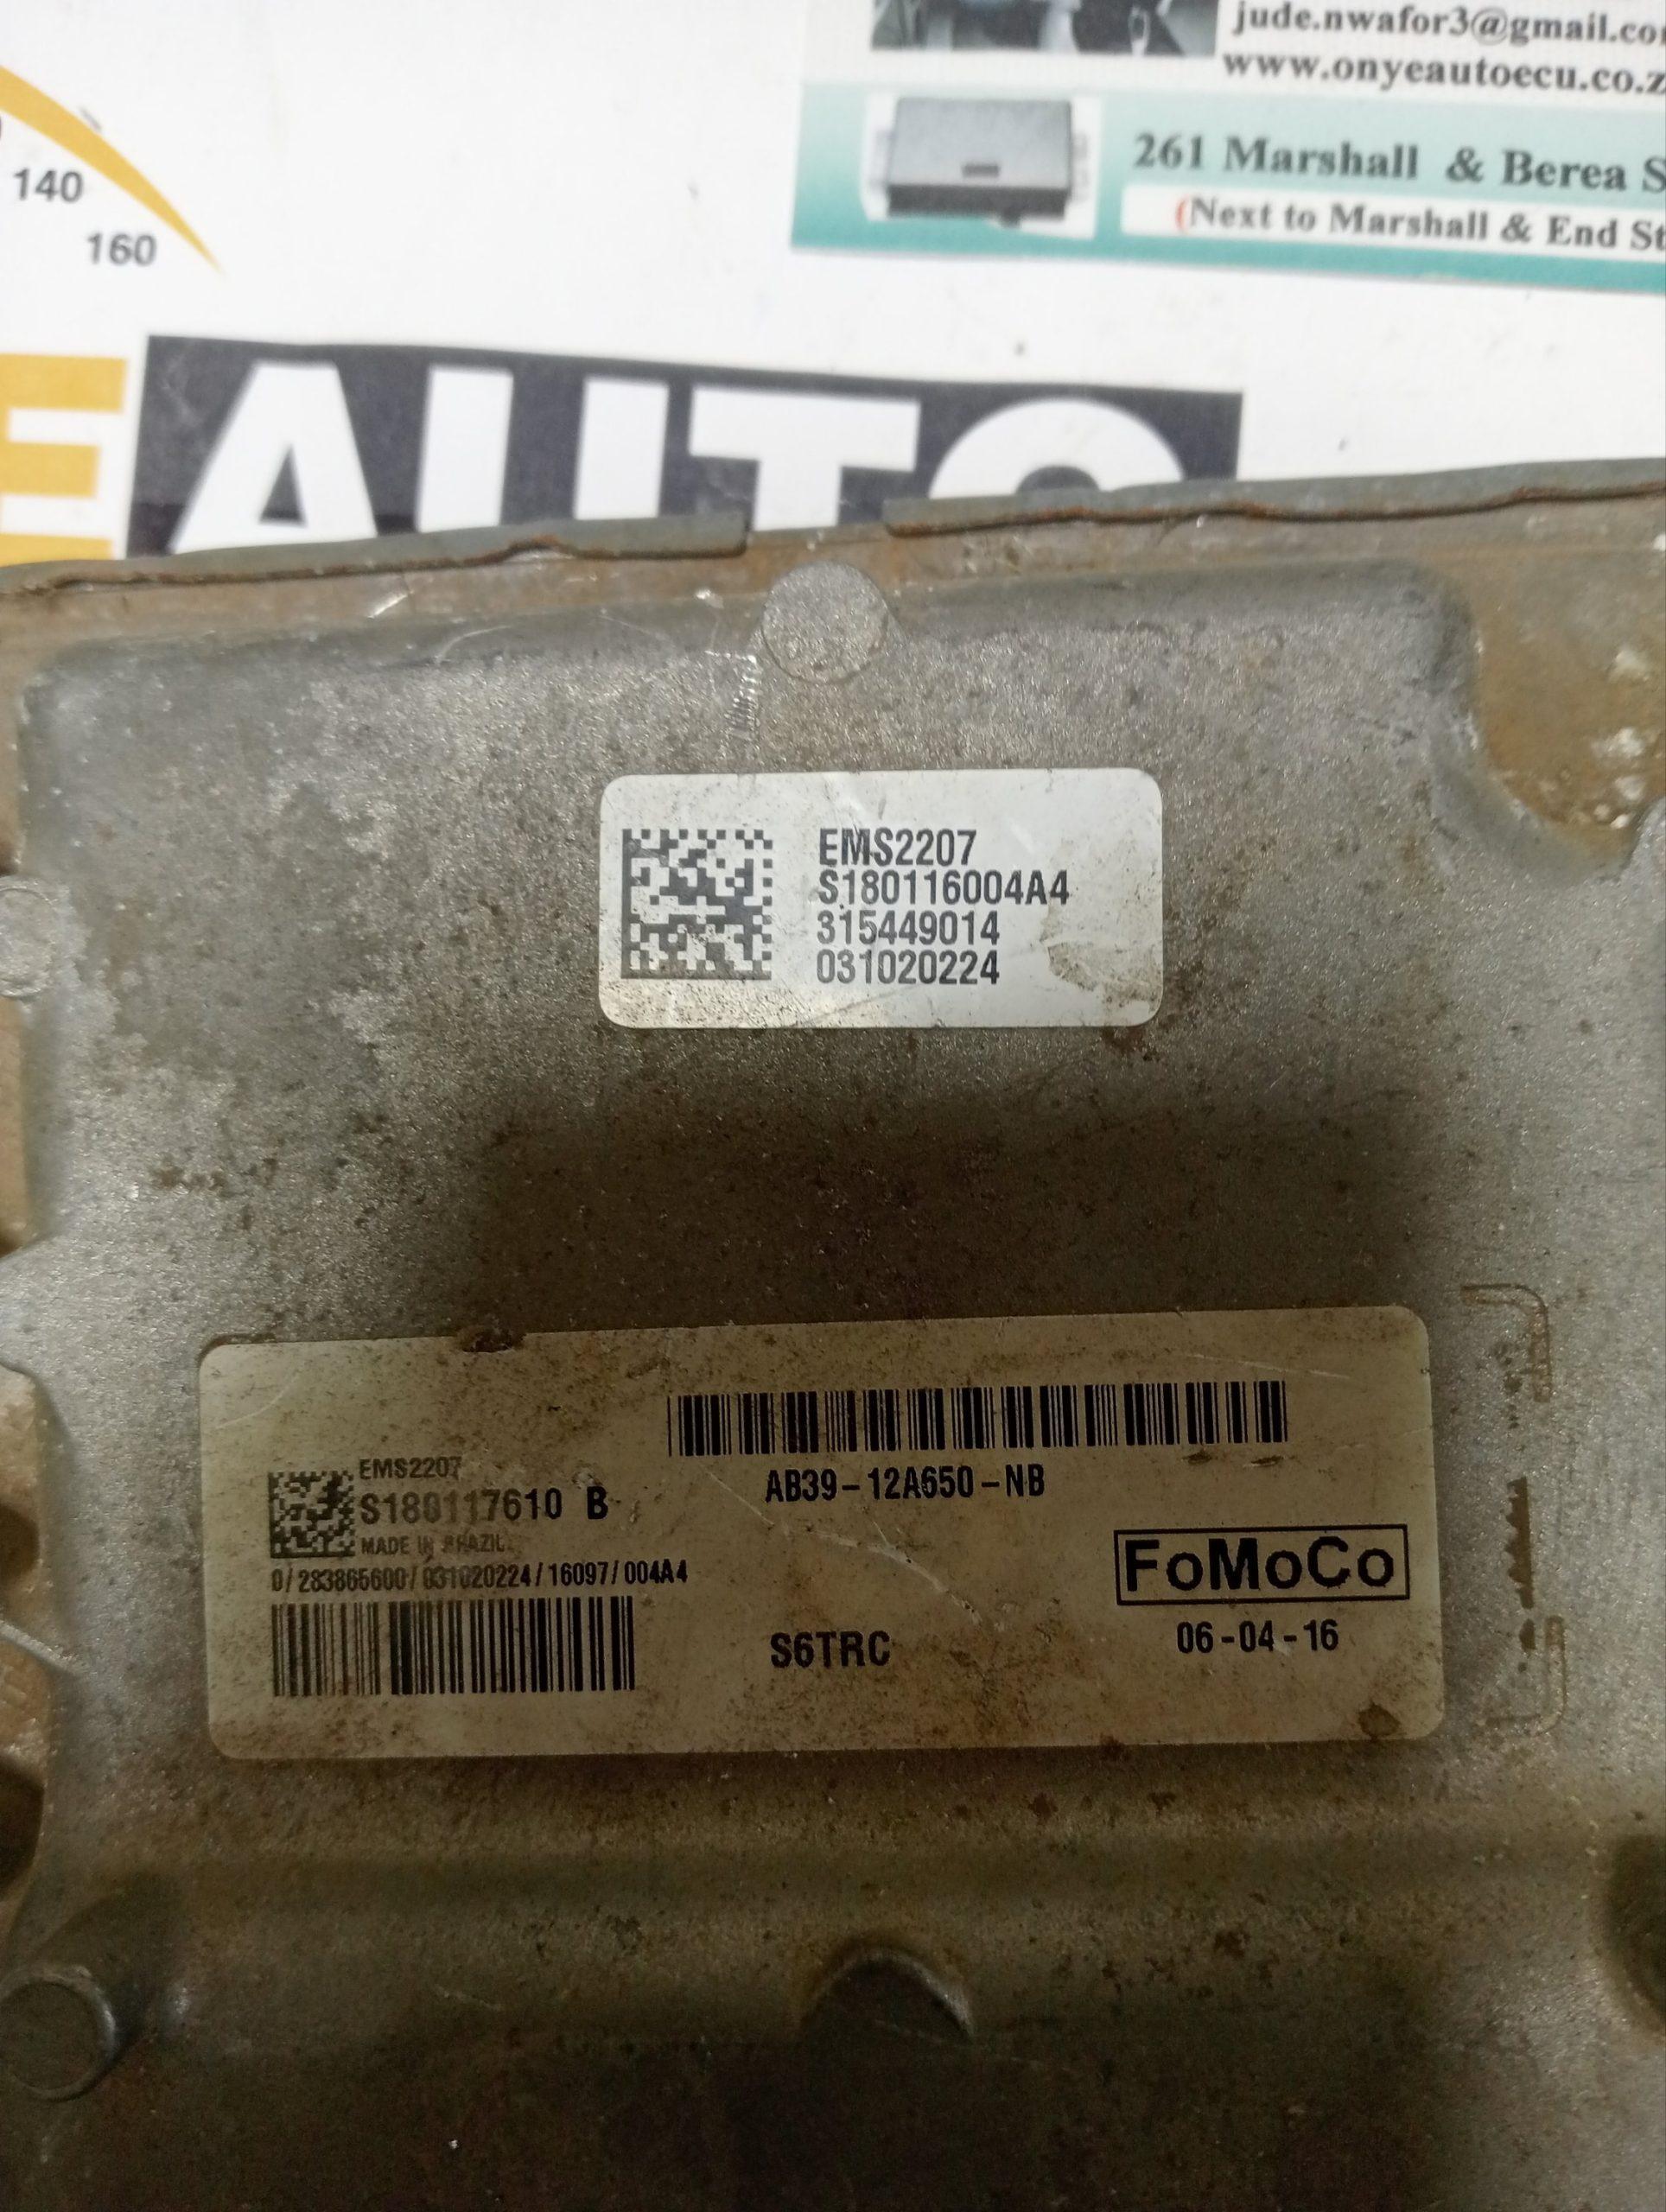 jude.nwafor3@gmail.co
www.onyeautoecu.co.z
261 Marshall & Berea S
(Next to Marshall & End St
140
160
EAUTO
EMS2207
S180116004A4
315449014
031020224
AB39-12A650-NB
EMS2207
S180117610 B
MADE IN BRAZIL
0/283865600/031020224/16097/004A4
FoMoCo
S6TRC
06-04-16